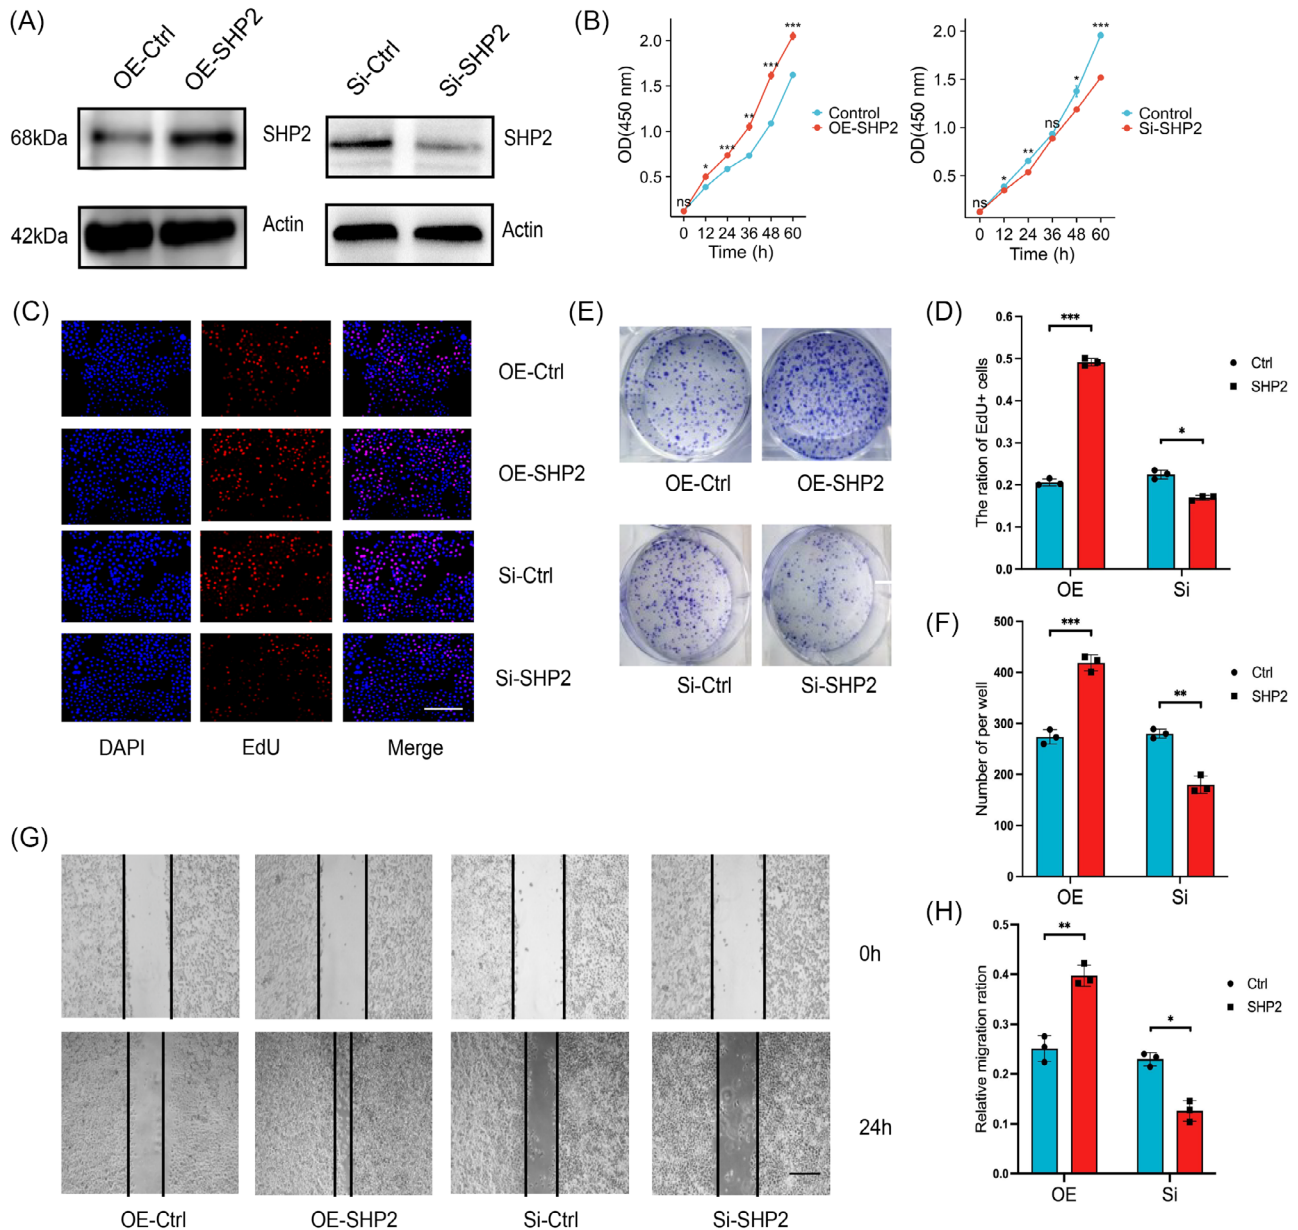 (A)
OE-Ctrl
OE-SHP2
Si-Ctrl
Si-SHP2
68kDa
SHP2
SHP2
42kDa
Actin
Actin
(B)
OD(450 nm)
2.0
1.5
1.0
0.5
ns
*
***
**
***
***
0 12 24 36 48 60
Time (h)
Control
OE-SHP2
OD(450 nm)
2.0
1.5
1.0
0.5
ns
*
**
ns
*
***
0 12 24 36 48 60
Time (h)
Control
Si-SHP2
(C)
OE-Ctrl
OE-SHP2
Si-Ctrl
Si-SHP2
DAPI
EdU
Merge
(E)
OE-Ctrl
OE-SHP2
Si-Ctrl
Si-SHP2
(D)
The ration of EdU+ cells
0.6
0.5
0.4
0.3
0.2
0.1
0.0
***
*
OE
Si
Ctrl
SHP2
(F)
Number of per well
500
400
300
200
100
0
***
**
OE
Si
Ctrl
SHP2
(G)
0h
24h
OE-Ctrl
OE-SHP2
Si-Ctrl
Si-SHP2
(H)
Relative migration ration
0.5
0.4
0.3
0.2
0.1
0.0
**
*
OE
Si
Ctrl
SHP2